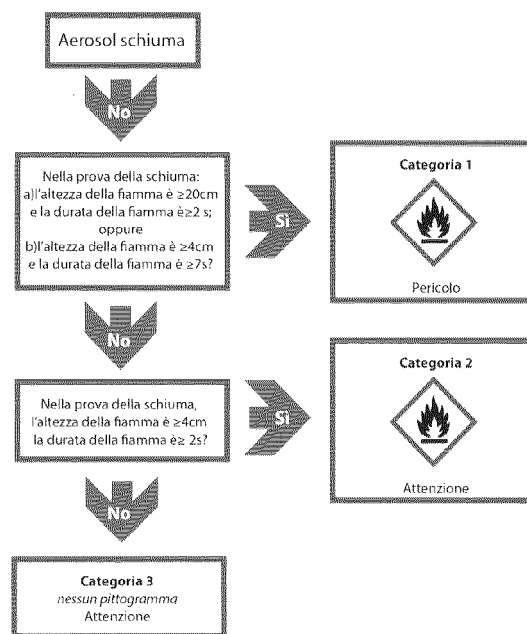 Aerosol schiuma
No
Nella prova della schiuma:
a)l'altezza della fiamma è ≥20cm
e la durata della fiamma è≥2 s;
oppure
b)l'altezza della fiamma è ≥4cm
e la durata della fiamma è ≥7s?
Sì
Categoria 1
Pericolo
No
Nella prova della schiuma,
l'altezza della fiamma è ≥4cm
la durata della fiamma è≥ 2s?
Sì
Categoria 2
Attenzione
No
Categoria 3
nessun pittogramma
Attenzione